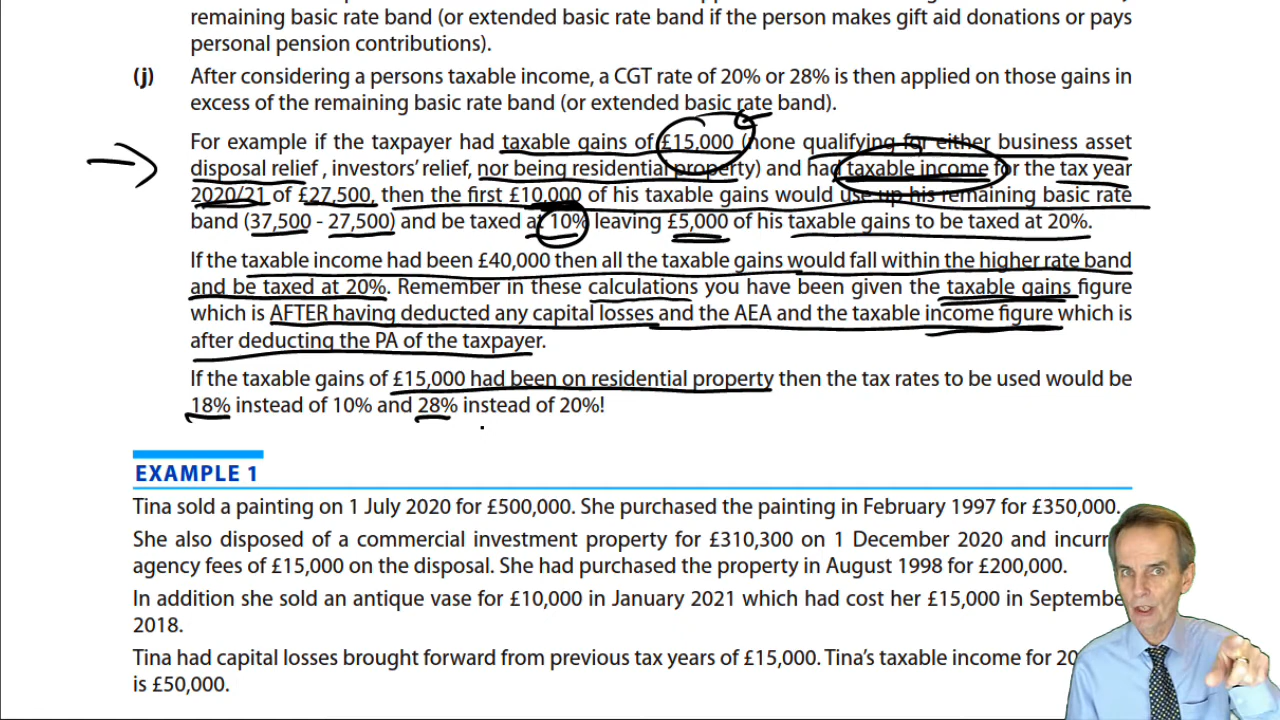 remaining basic rate band (or extended basic rate band if the person makes gift aid donations or pays
personal pension contributions).
(j) After considering a persons taxable income, a CGT rate of 20% or 28% is then applied on those gains in
excess of the remaining basic rate band (or extended basic rate band).
For example if the taxpayer had taxable gains of £15,000 (none qualifying for either business asset
disposal relief , investors’ relief, nor being residential property) and had taxable income for the tax year
2020/21 of £27,500, then the first £10,000 of his taxable gains would use up his remaining basic rate
band (37,500 - 27,500) and be taxed at 10% leaving £5,000 of his taxable gains to be taxed at 20%.
If the taxable income had been £40,000 then all the taxable gains would fall within the higher rate band
and be taxed at 20%. Remember in these calculations you have been given the taxable gains figure
which is AFTER having deducted any capital losses and the AEA and the taxable income figure which is
after deducting the PA of the taxpayer.
If the taxable gains of £15,000 had been on residential property then the tax rates to be used would be
18% instead of 10% and 28% instead of 20%!
EXAMPLE 1
Tina sold a painting on 1 July 2020 for £500,000. She purchased the painting in February 1997 for £350,000.
She also disposed of a commercial investment property for £310,300 on 1 December 2020 and
agency fees of £15,000 on the disposal. She had purchased the property in August 1998 for £200,000.
In addition she sold an antique vase for £10,000 in January 2021 which had cost her £15,000 in
2018.
Tina had capital losses brought forward from previous tax years of £15,000. Tina’s taxable income for
is £50,000.